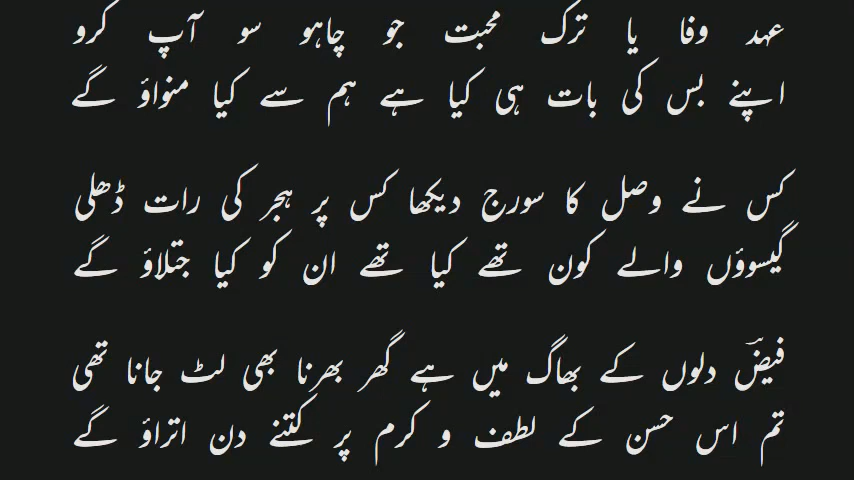 عہد وفا یا ترک محبت جو چاہو سو آپ کرو
اپنے بس کی بات ہی کیا ہے ہم سے کیا منواؤ گے
کس نے وصل کا سورج دیکھا کس پر ہجر کی رات ڈھلی
گیسوؤں والے کون تھے کیا تھے ان کو کیا جتلاؤ گے
فیضؔ دلوں کے بھاگ میں ہے گھر بھرنا بھی لٹ جانا تھی
تم اس حسن کے لطف و کرم پر کتنے دن اتراؤ گے